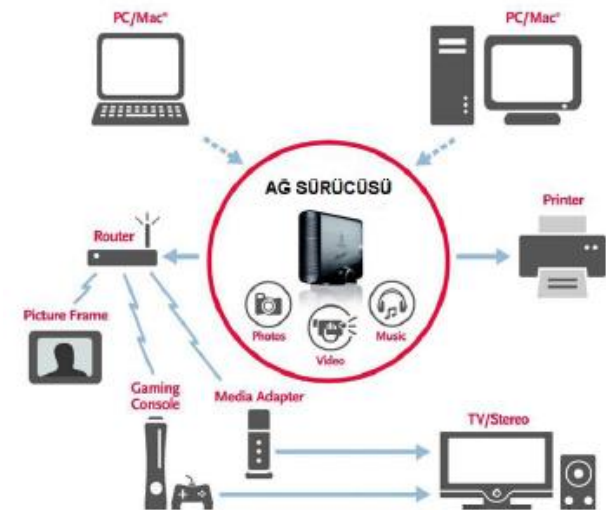 PC/Mac®
PC/Mac®
AĞ SÜRÜCÜSÜ
Printer
Router
Photos
Video
Music
Picture Frame
Gaming
Console
Media Adapter
TV/Stereo